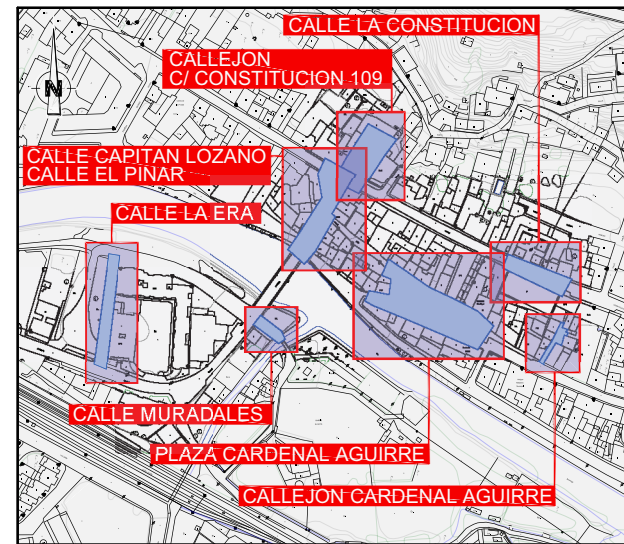 CALLE LA CONSTITUCION
CALLEJON
C/ CONSTITUCION 109
N
CALLE CAPITAN LOZANO
CALLE EL PINAR
CALLE LA ERA
CALLE MURADALES
PLAZA CARDENAL AGUIRRE
CALLEJON CARDENAL AGUIRRE